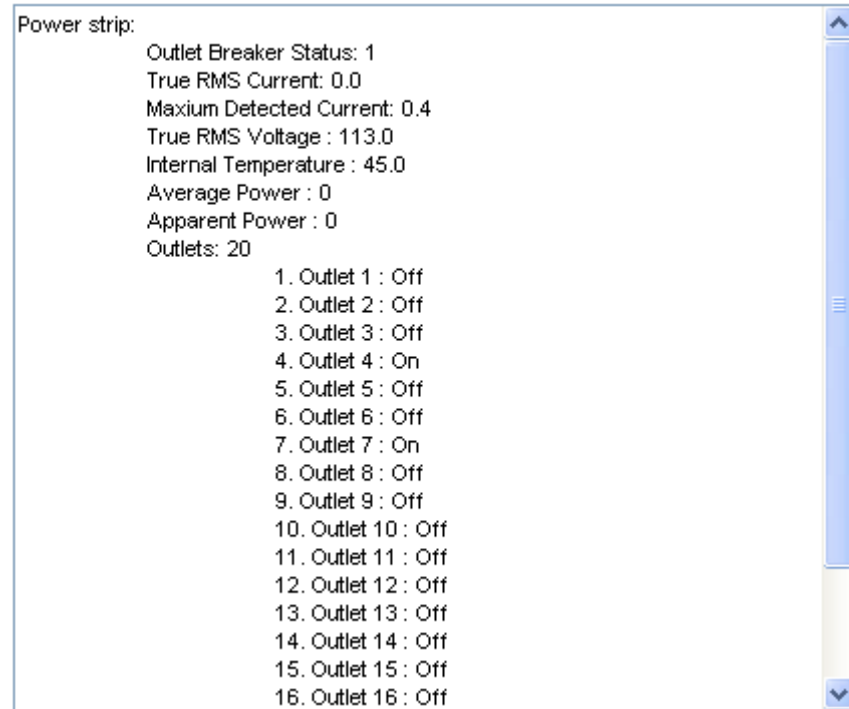 Power strip:
Outlet Breaker Status: 1
True RMS Current: 0.0
Maxium Detected Current: 0.4
True RMS Voltage : 113.0
Internal Temperature : 45.0
Average Power : 0
Apparent Power : 0
Outlets: 20
1. Outlet 1 : Off
2. Outlet 2 : Off
3. Outlet 3 : Off
4. Outlet 4 : On
5. Outlet 5 : Off
6. Outlet 6 : Off
7. Outlet 7 : On
8. Outlet 8 : Off
9. Outlet 9 : Off
10. Outlet 10 : Off
11. Outlet 11 : Off
12. Outlet 12 : Off
13. Outlet 13 : Off
14. Outlet 14 : Off
15. Outlet 15 : Off
16. Outlet 16 : Off